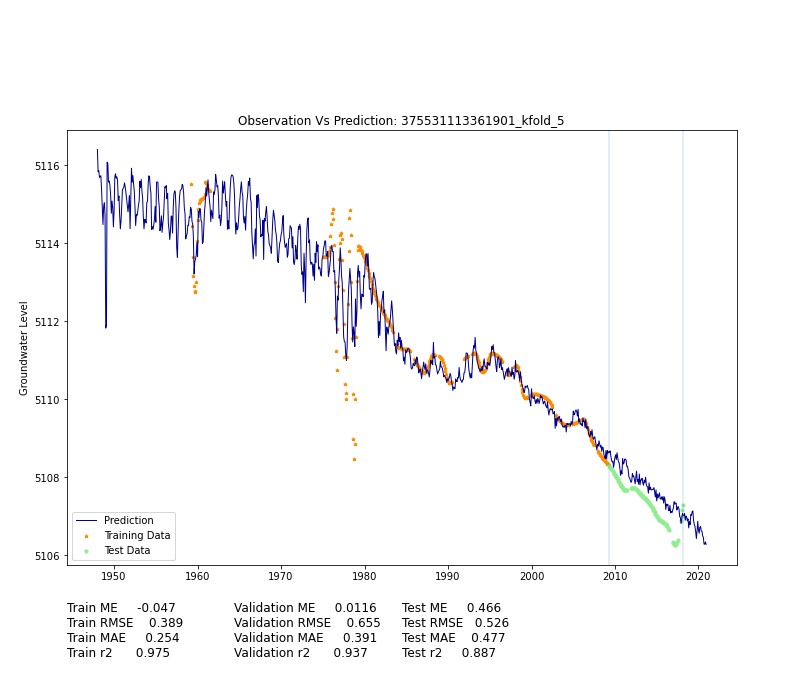 Observation Vs Prediction: 375531113361901_kfold_5
Groundwater Level
5116
5114
5112
5110
5108
5106
Prediction
Training Data
Test Data
1950 1960 1970 1980 1990 2000 2010 2020
Train ME -0.047 Validation ME 0.0116 Test ME 0.466
Train RMSE 0.389 Validation RMSE 0.655 Test RMSE 0.526
Train MAE 0.254 Validation MAE 0.391 Test MAE 0.477
Train r2 0.975 Validation r2 0.937 Test r2 0.887